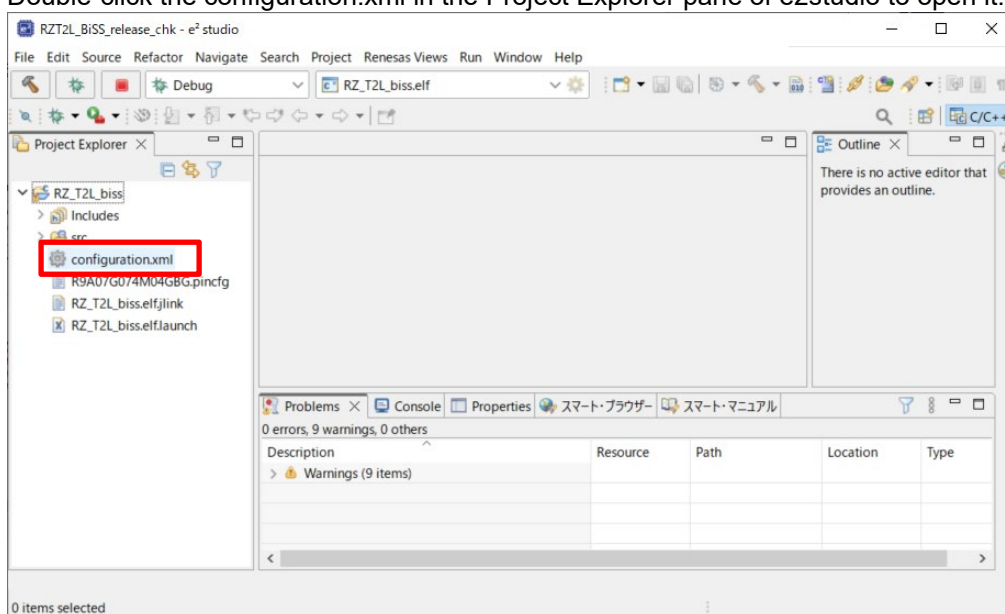 Double-click the configuration.xml in the Project Explorer pane of e2studio to open it.
RZT2L_BiSS_release_chk - e² studio
File Edit Source Refactor Navigate Search Project Renesas Views Run Window Help
Debug RZ_T2L_biss.elf
C/C++
Project Explorer
Outline
There is no active editor that
provides an outline.
RZ_T2L_biss
Includes
src
configuration.xml
R9A07G074M04GBG.pincfg
RZ_T2L_biss.elf.jlink
RZ_T2L_biss.elf.launch
Problems Console Properties スマート・ブラウザー スマート・マニュアル
0 errors, 9 warnings, 0 others
Description Resource Path Location Type
Warnings (9 items)
0 items selected